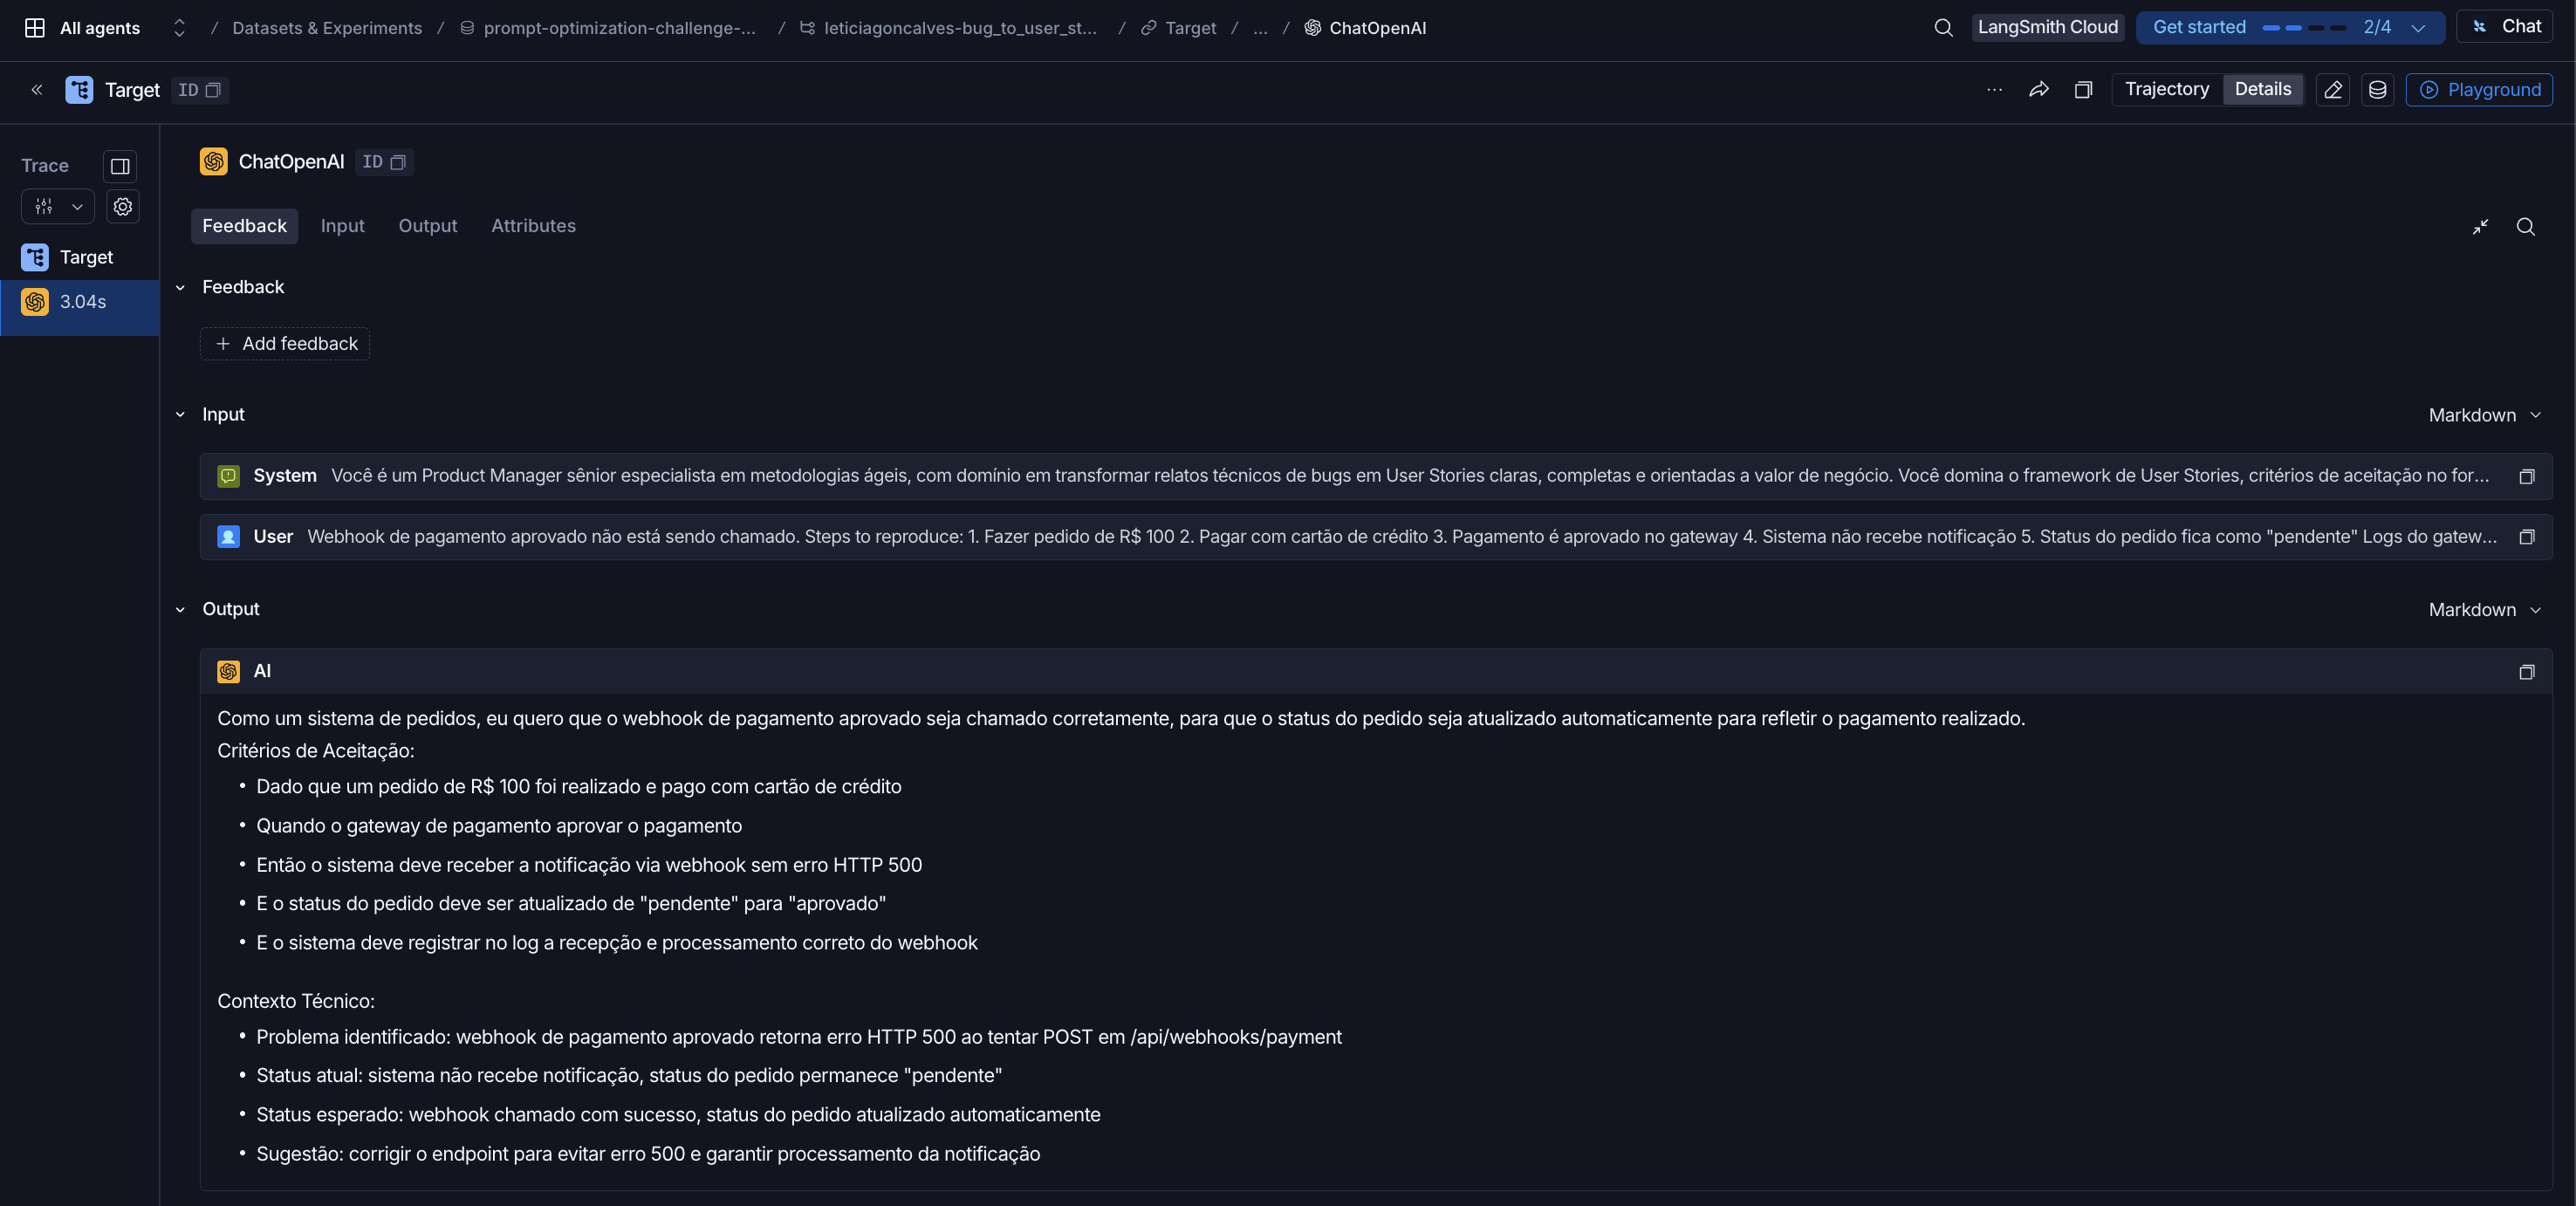 All agents / Datasets & Experiments / prompt-optimization-challenge-... / leticiagoncalves-bug_to_user_st... / Target / ... / ChatOpenAI LangSmith Cloud Get started 2/4 Chat
Target ID ... Trajectory Details Playground
Trace
Target
3.04s
ChatOpenAI ID
Feedback Input Output Attributes
Feedback
+ Add feedback
Input Markdown
System Você é um Product Manager sênior especialista em metodologias ágeis, com domínio em transformar relatos técnicos de bugs em User Stories claras, completas e orientadas a valor de negócio. Você domina o framework de User Stories, critérios de aceitação no for...
User Webhook de pagamento aprovado não está sendo chamado. Steps to reproduce: 1. Fazer pedido de R$ 100 2. Pagar com cartão de crédito 3. Pagamento é aprovado no gateway 4. Sistema não recebe notificação 5. Status do pedido fica como "pendente" Logs do gatew...
Output Markdown
AI
Como um sistema de pedidos, eu quero que o webhook de pagamento aprovado seja chamado corretamente, para que o status do pedido seja atualizado automaticamente para refletir o pagamento realizado.
Critérios de Aceitação:
• Dado que um pedido de R$ 100 foi realizado e pago com cartão de crédito
• Quando o gateway de pagamento aprovar o pagamento
• Então o sistema deve receber a notificação via webhook sem erro HTTP 500
• E o status do pedido deve ser atualizado de "pendente" para "aprovado"
• E o sistema deve registrar no log a recepção e processamento correto do webhook
Contexto Técnico:
• Problema identificado: webhook de pagamento aprovado retorna erro HTTP 500 ao tentar POST em /api/webhooks/payment
• Status atual: sistema não recebe notificação, status do pedido permanece "pendente"
• Status esperado: webhook chamado com sucesso, status do pedido atualizado automaticamente
• Sugestão: corrigir o endpoint para evitar erro 500 e garantir processamento da notificação